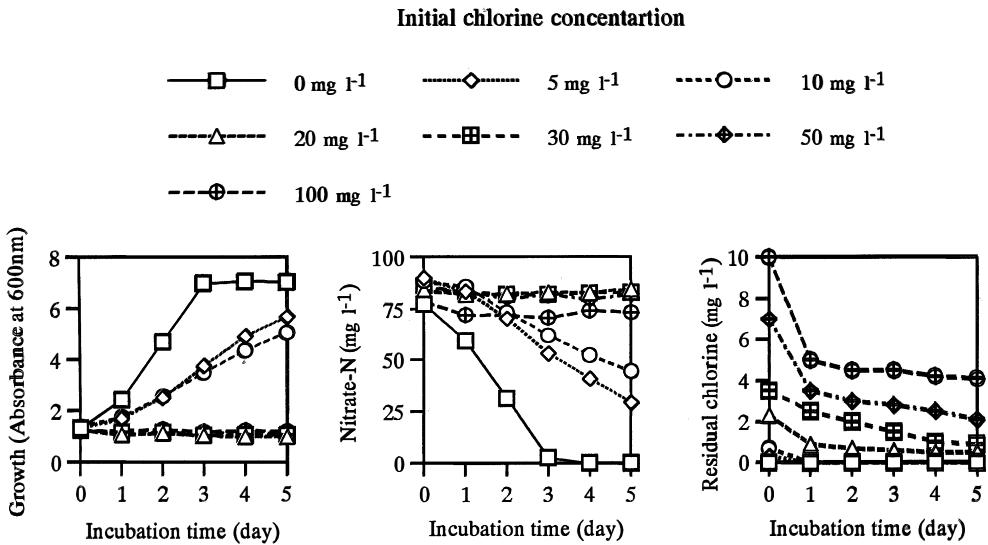 Initial chlorine concentartion
0 mg l-1 5 mg l-1 10 mg l-1
20 mg l-1 30 mg l-1 50 mg l-1
100 mg l-1
Growth (Absorbance at 600nm)
8
6
4
2
0
0 1 2 3 4 5
Incubation time (day)
Nitrate-N (mg l-1)
100
75
50
25
0
0 1 2 3 4 5
Incubation time (day)
Residual chlorine (mg l-1)
10
8
6
4
2
0
0 1 2 3 4 5
Incubation time (day)